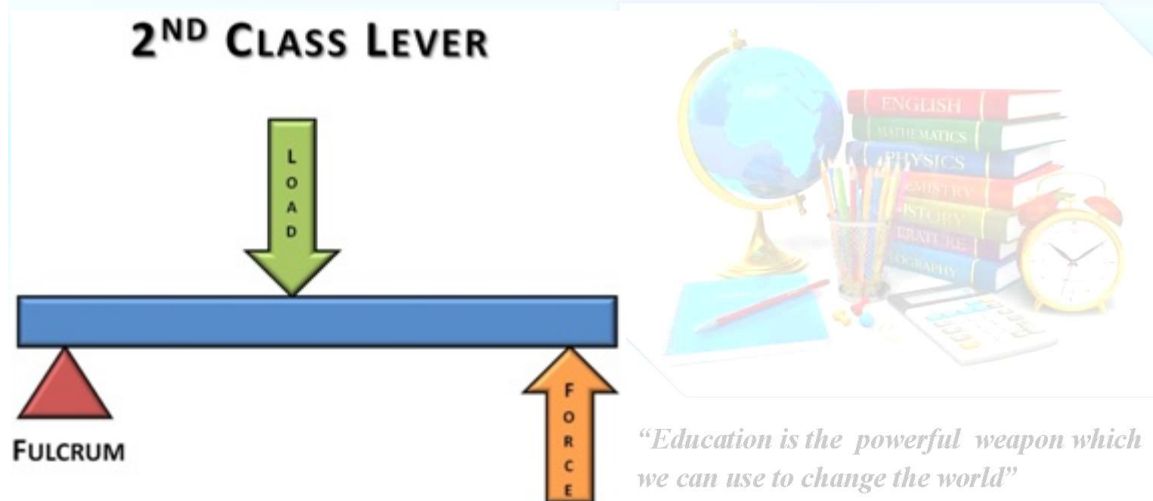 2ND CLASS LEVER
LOAD
FORCE
FULCRUM
ENGLISH
MATHEMATICS
PHYSICS
“Education is the powerful weapon which
we can use to change the world”